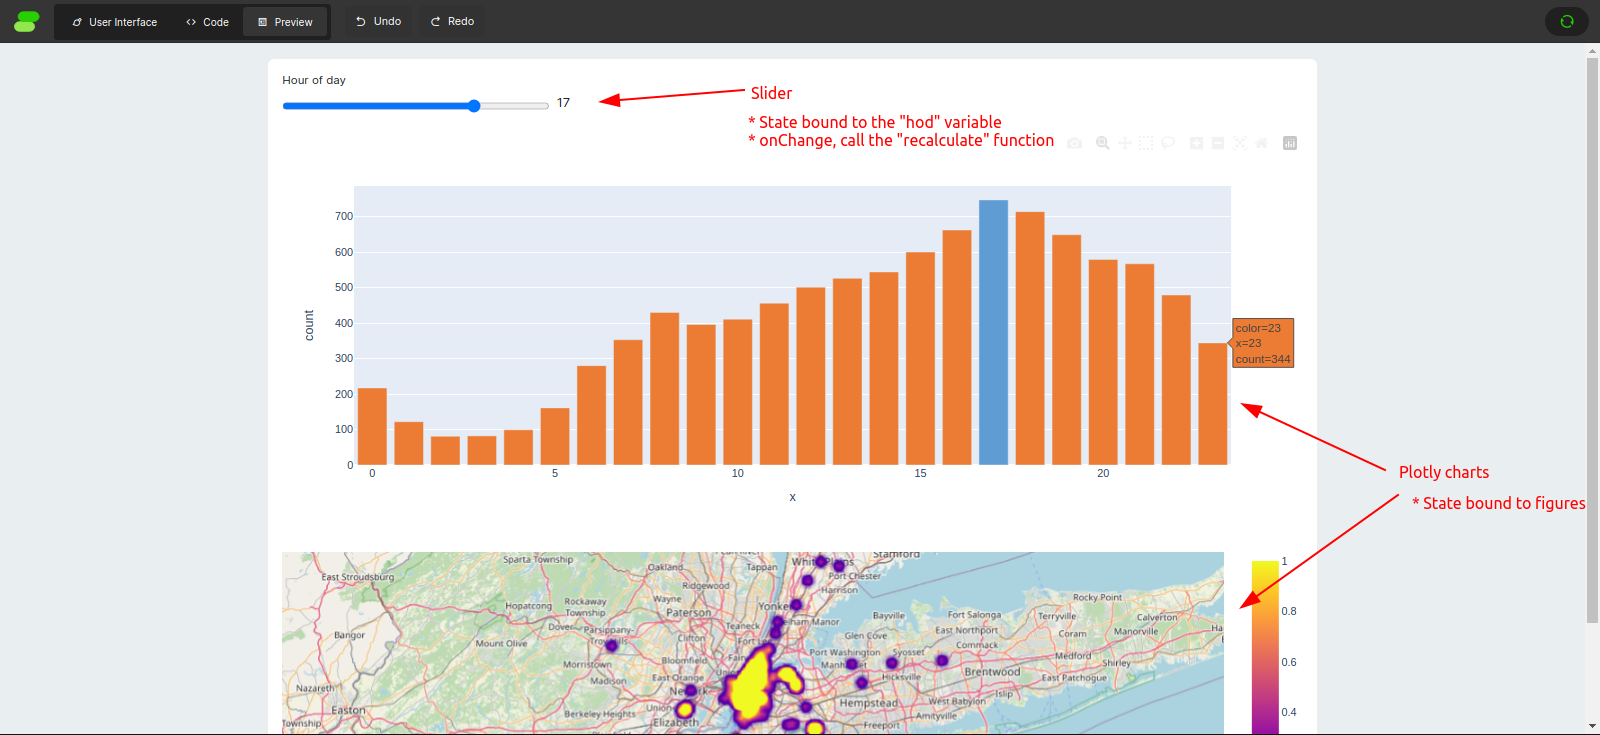 User Interface
Code
Preview
Undo
Redo
Hour of day
17
Slider
* State bound to the "hod" variable
* onChange, call the "recalculate" function
700
600
500
400
300
200
100
0
count
0
5
10
15
20
x
color=23
x=23
count=344
Plotly charts
* State bound to figures
Stamford
Sparta Township
Oakland
Tappan
White Plains
Port Chester
East Stroudsburg
Ridgewood
Harrison
Rocky Point
Hopatcong
Rockaway
Township
Wayne
Paterson
Yonkers
Bayville
Fort Salonga
Terryville
Calverton
Dover
Parsippany-
Troy Hills
Teaneck
Pelham Manor
Glen Cove
East Northport
Coram
Manorville
Ha
Bangor
Mount Olive
Clifton
Fort Lee
Port Washington
Syosset
Commack
Medford
Shirley
Morristown
Bloomfield
Manhasset
Hicksville
Brentwood
East Patchogue
Madison
East Orange
Nazareth
Newark
Islip
Easton
Union
Hempstead
West Babylon
Township
Berkeley Heights
Elizabeth
Amityville
Freeport
1
0.8
0.6
0.4